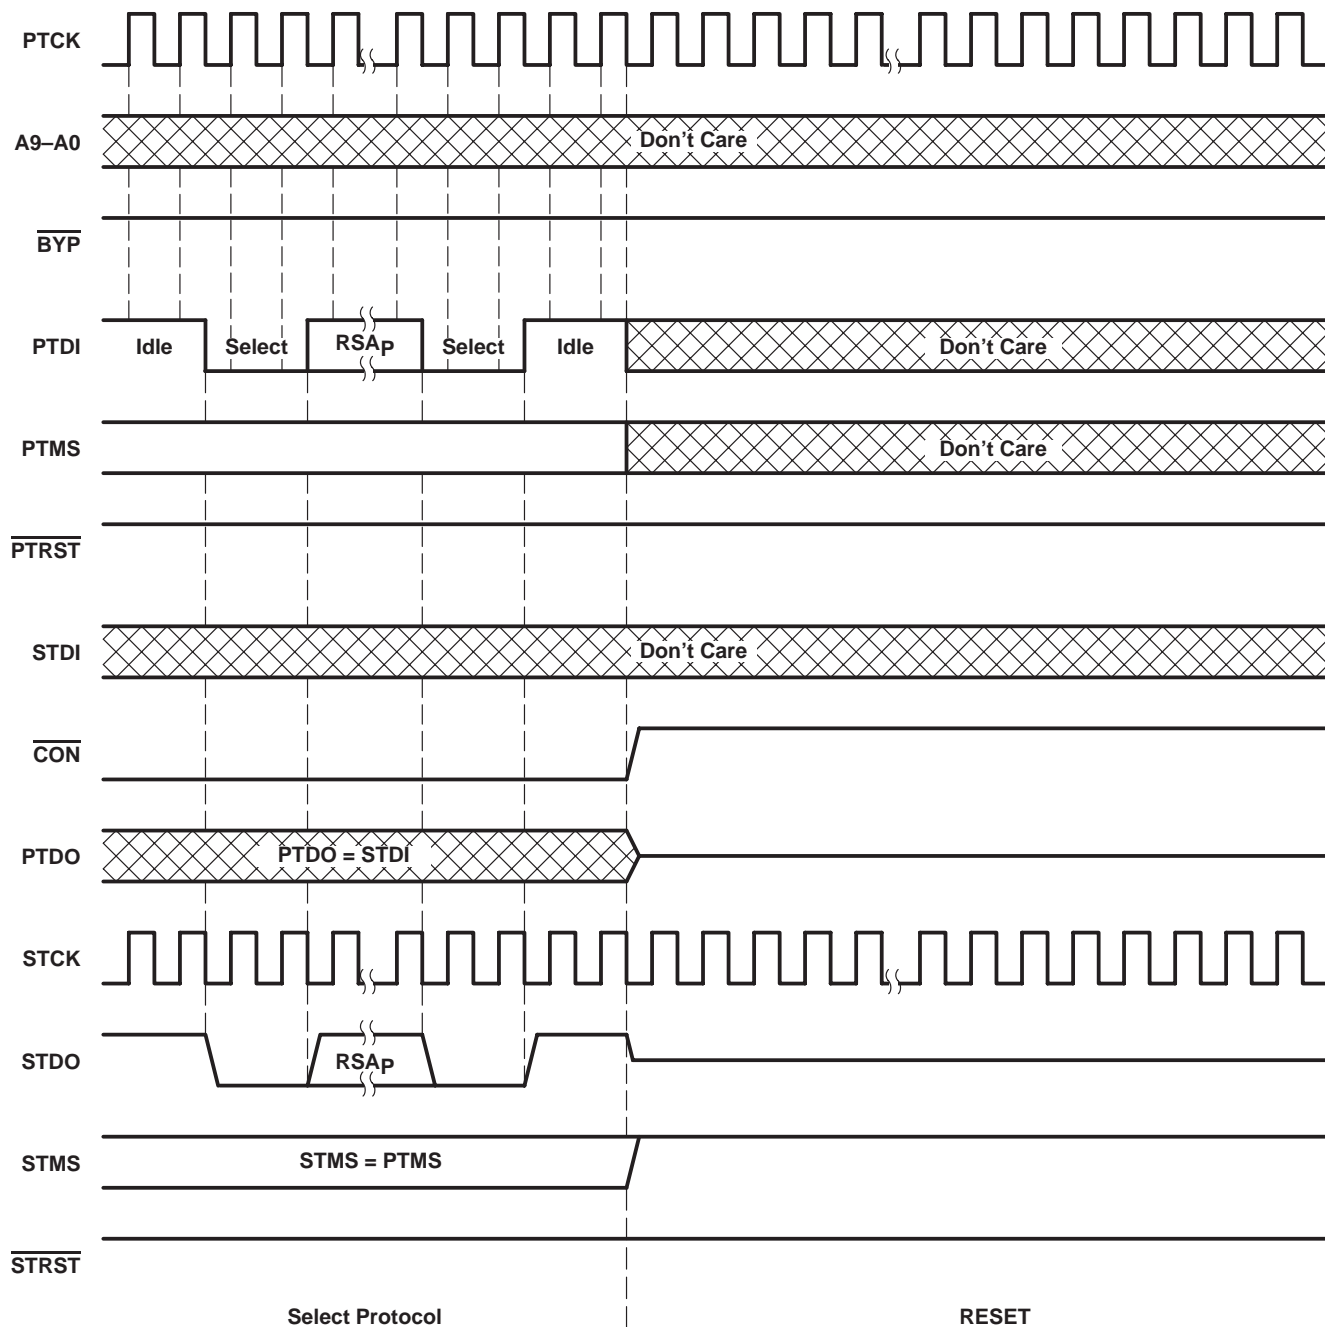 PTCK
A9–A0
Don't Care
BYP
PTDI
Idle
Select
RSAP
Select
Idle
Don't Care
PTMS
Don't Care
PTRST
STDI
Don't Care
CON
PTDO
PTDO = STDI
STCK
STDO
RSAP
STMS
STMS = PTMS
STRST
Select Protocol
RESET